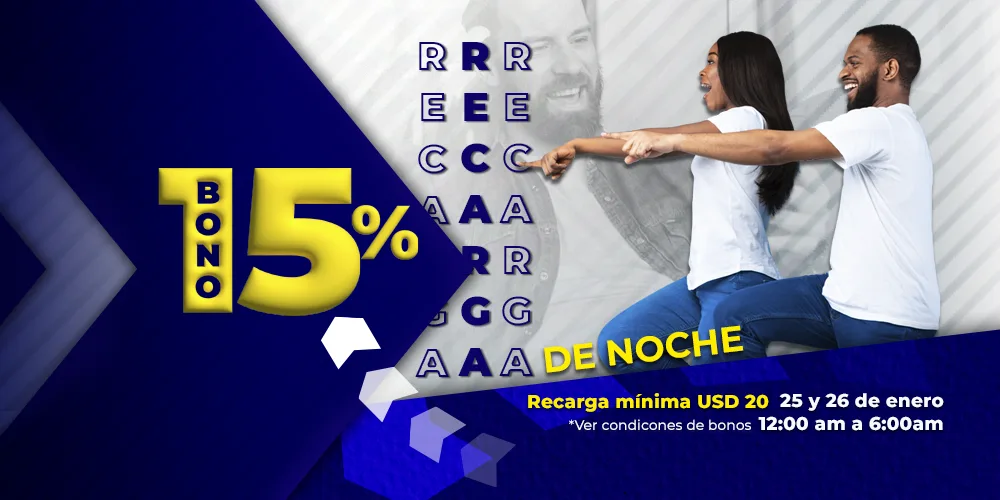 BONO
15%
RECARGA RECARGA RECARGA
DE NOCHE
Recarga mínima USD 20 25 y 26 de enero
*Ver condicones de bonos 12:00 am a 6:00am